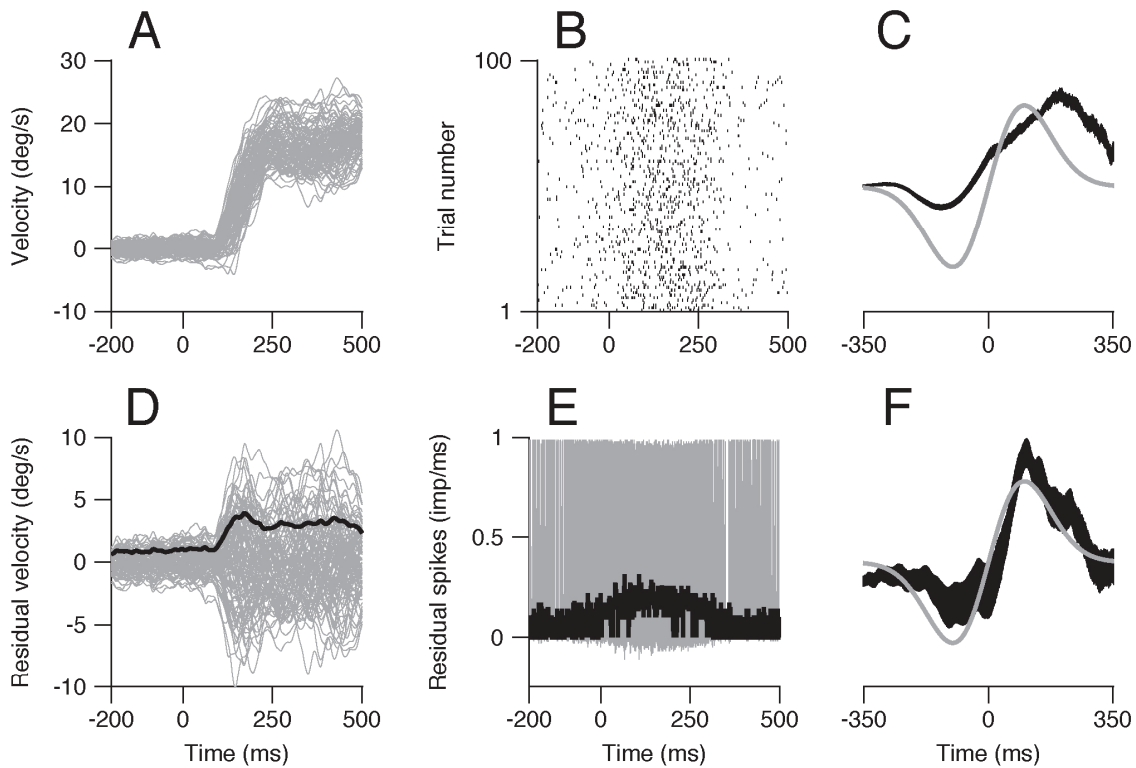 A
B
C
30
20
10
0
-10
Velocity (deg/s)
-200 0 250 500
100
1
Trial number
-200 0 250 500
-350 0 350
D
E
F
10
5
0
-5
-10
Residual velocity (deg/s)
-200 0 250 500
Time (ms)
1
0.5
0
Residual spikes (imp/ms)
-200 0 250 500
Time (ms)
-350 0 350
Time (ms)